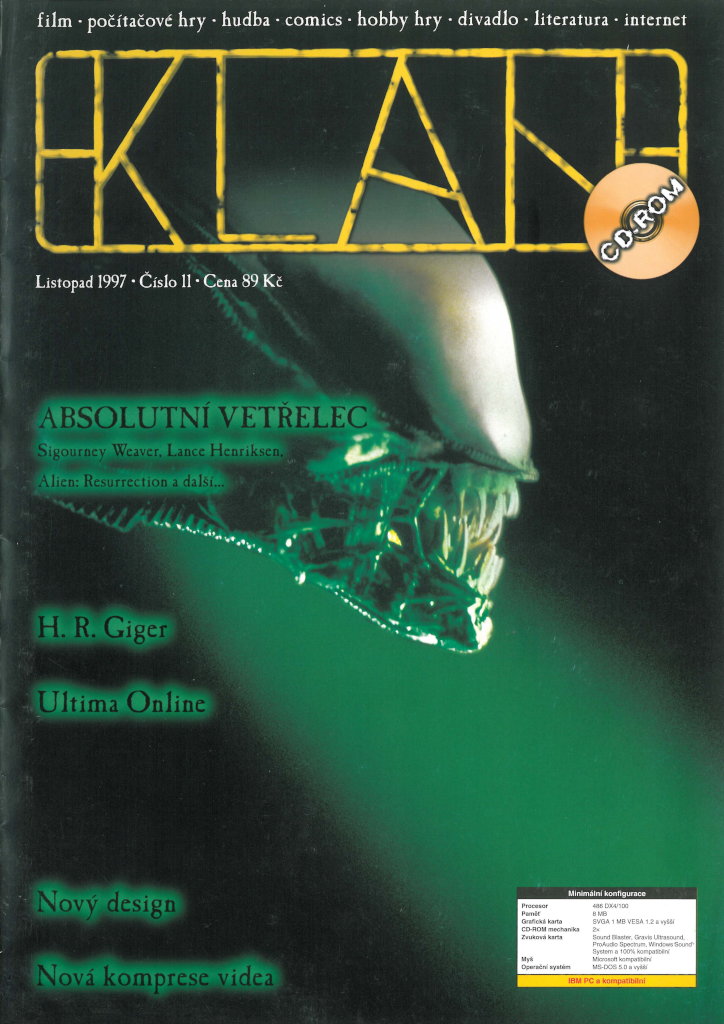 film · počítačové hry · hudba · comics · hobby hry · divadlo · literatura · internet
KLAN
CD-ROM
Listopad 1997 · Číslo 11 · Cena 89 Kč
ABSOLUTNÍ VETŘELEC
Sigourney Weaver, Lance Henriksen,
Alien: Resurrection a další...
H. R. Giger
Ultima Online
Nový design
Nová komprese videa
Minimální konfigurace
Procesor 486 DX4/100
Paměť 8 MB
Grafická karta SVGA 1 MB VESA 1.2 a vyšší
CD-ROM mechanika 2×
Zvuková karta Sound Blaster, Gravis Ultrasound,
ProAudio Spectrum, Windows Sound
System a 100% kompatibilní
Myš Microsoft kompatibilní
Operační systém MS-DOS 5.0 a vyšší
IBM PC a kompatibilní